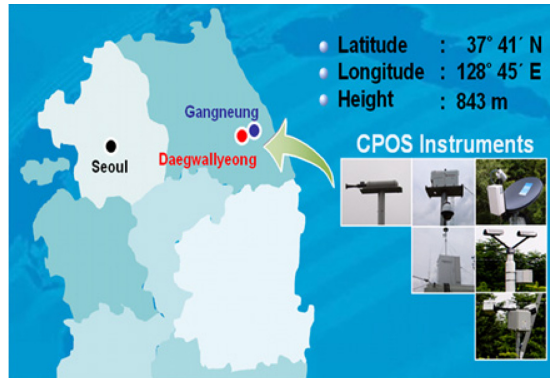 Latitude : 37° 41′ N
Longitude : 128° 45′ E
Height : 843 m
Gangneung
CPOS Instruments
Seoul
Daegwallyeong